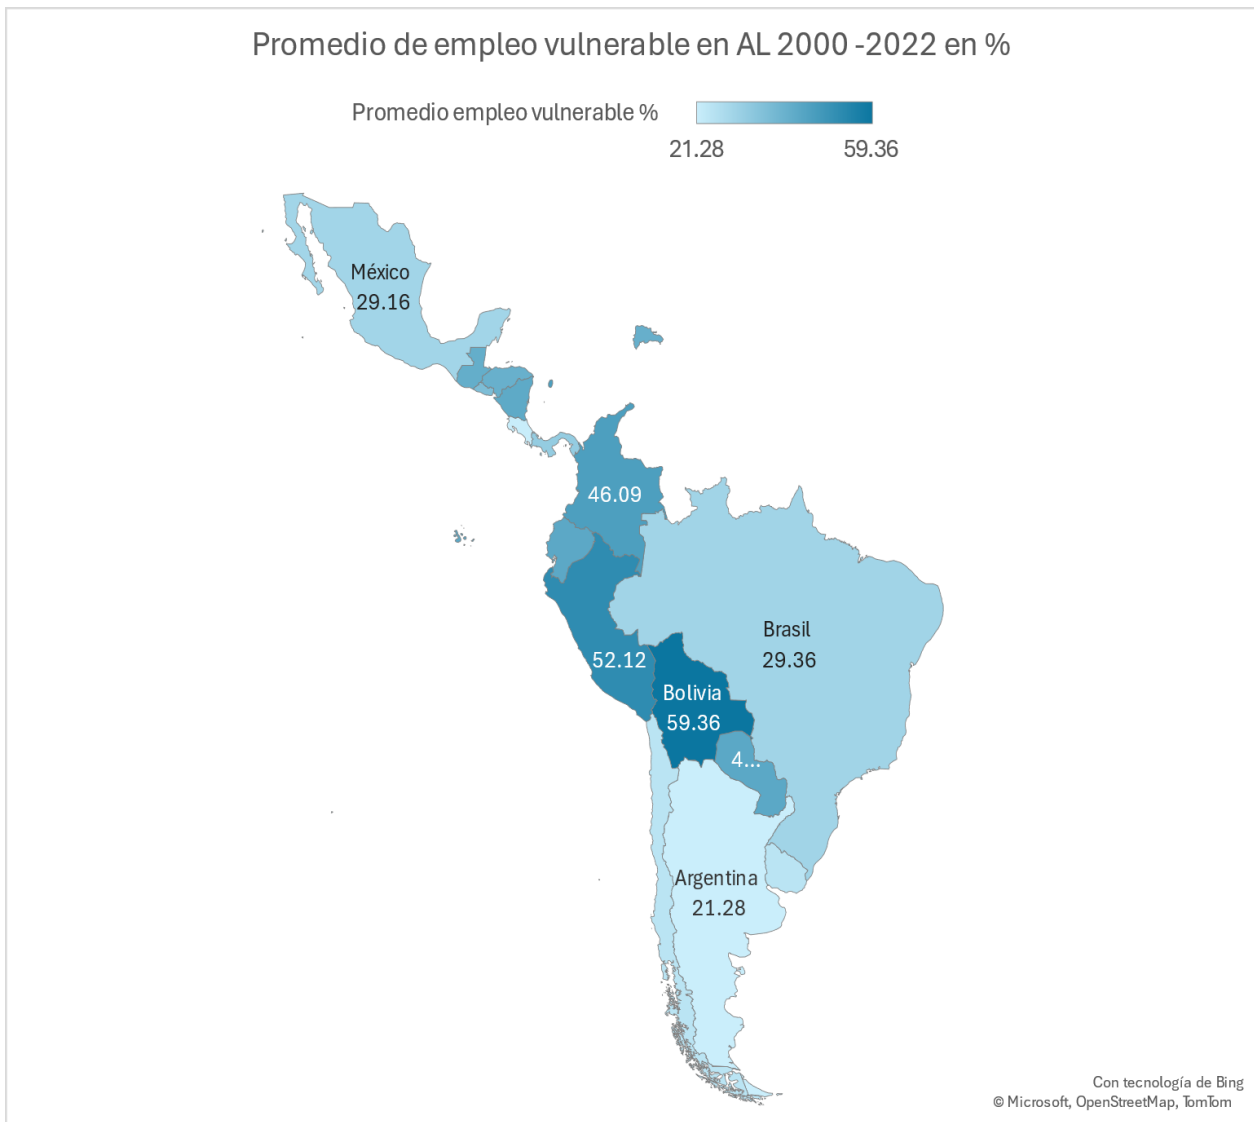 Promedio de empleo vulnerable en AL 2000 -2022 en %
Promedio empleo vulnerable %
21.28 59.36
México
29.16
46.09
Brasil
29.36
52.12
Bolivia
59.36
4...
Argentina
21.28
Con tecnología de Bing
© Microsoft, OpenStreetMap, TomTom